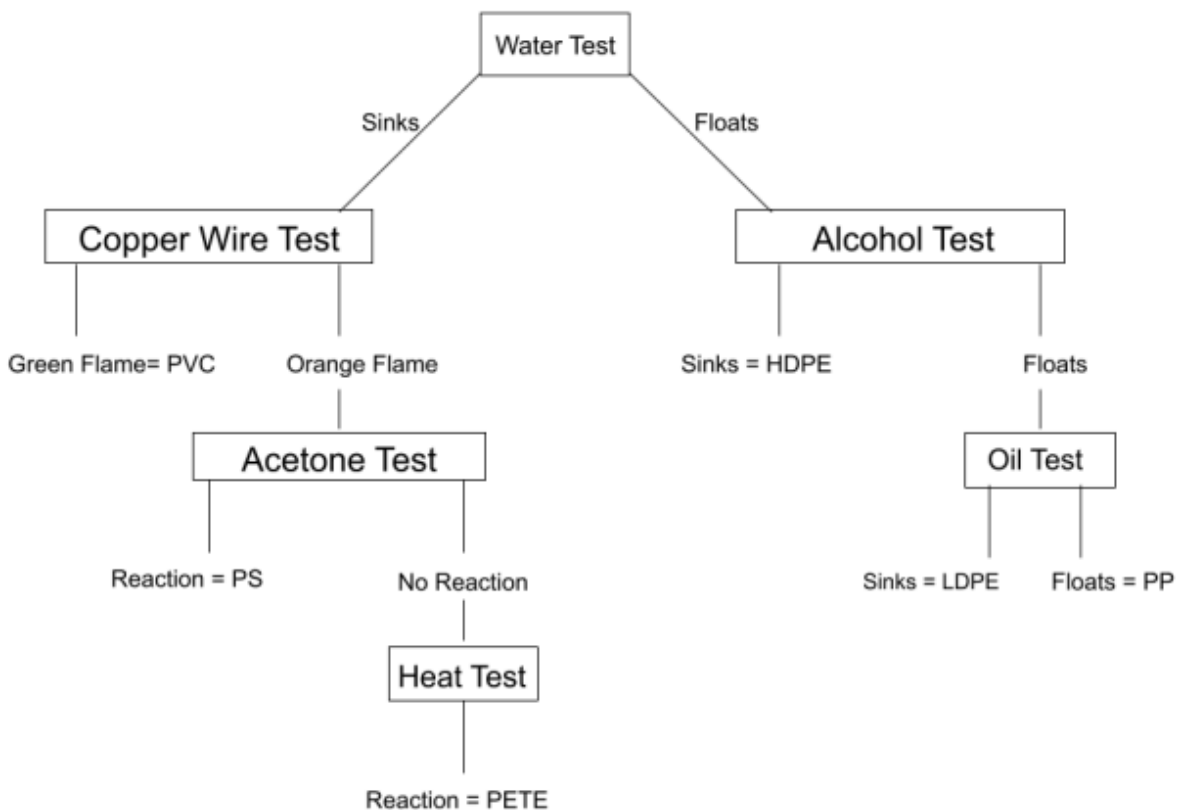 Water Test
Sinks
Floats
Copper Wire Test
Alcohol Test
Green Flame= PVC
Orange Flame
Sinks = HDPE
Floats
Acetone Test
Oil Test
Reaction = PS
No Reaction
Sinks = LDPE
Floats = PP
Heat Test
Reaction = PETE